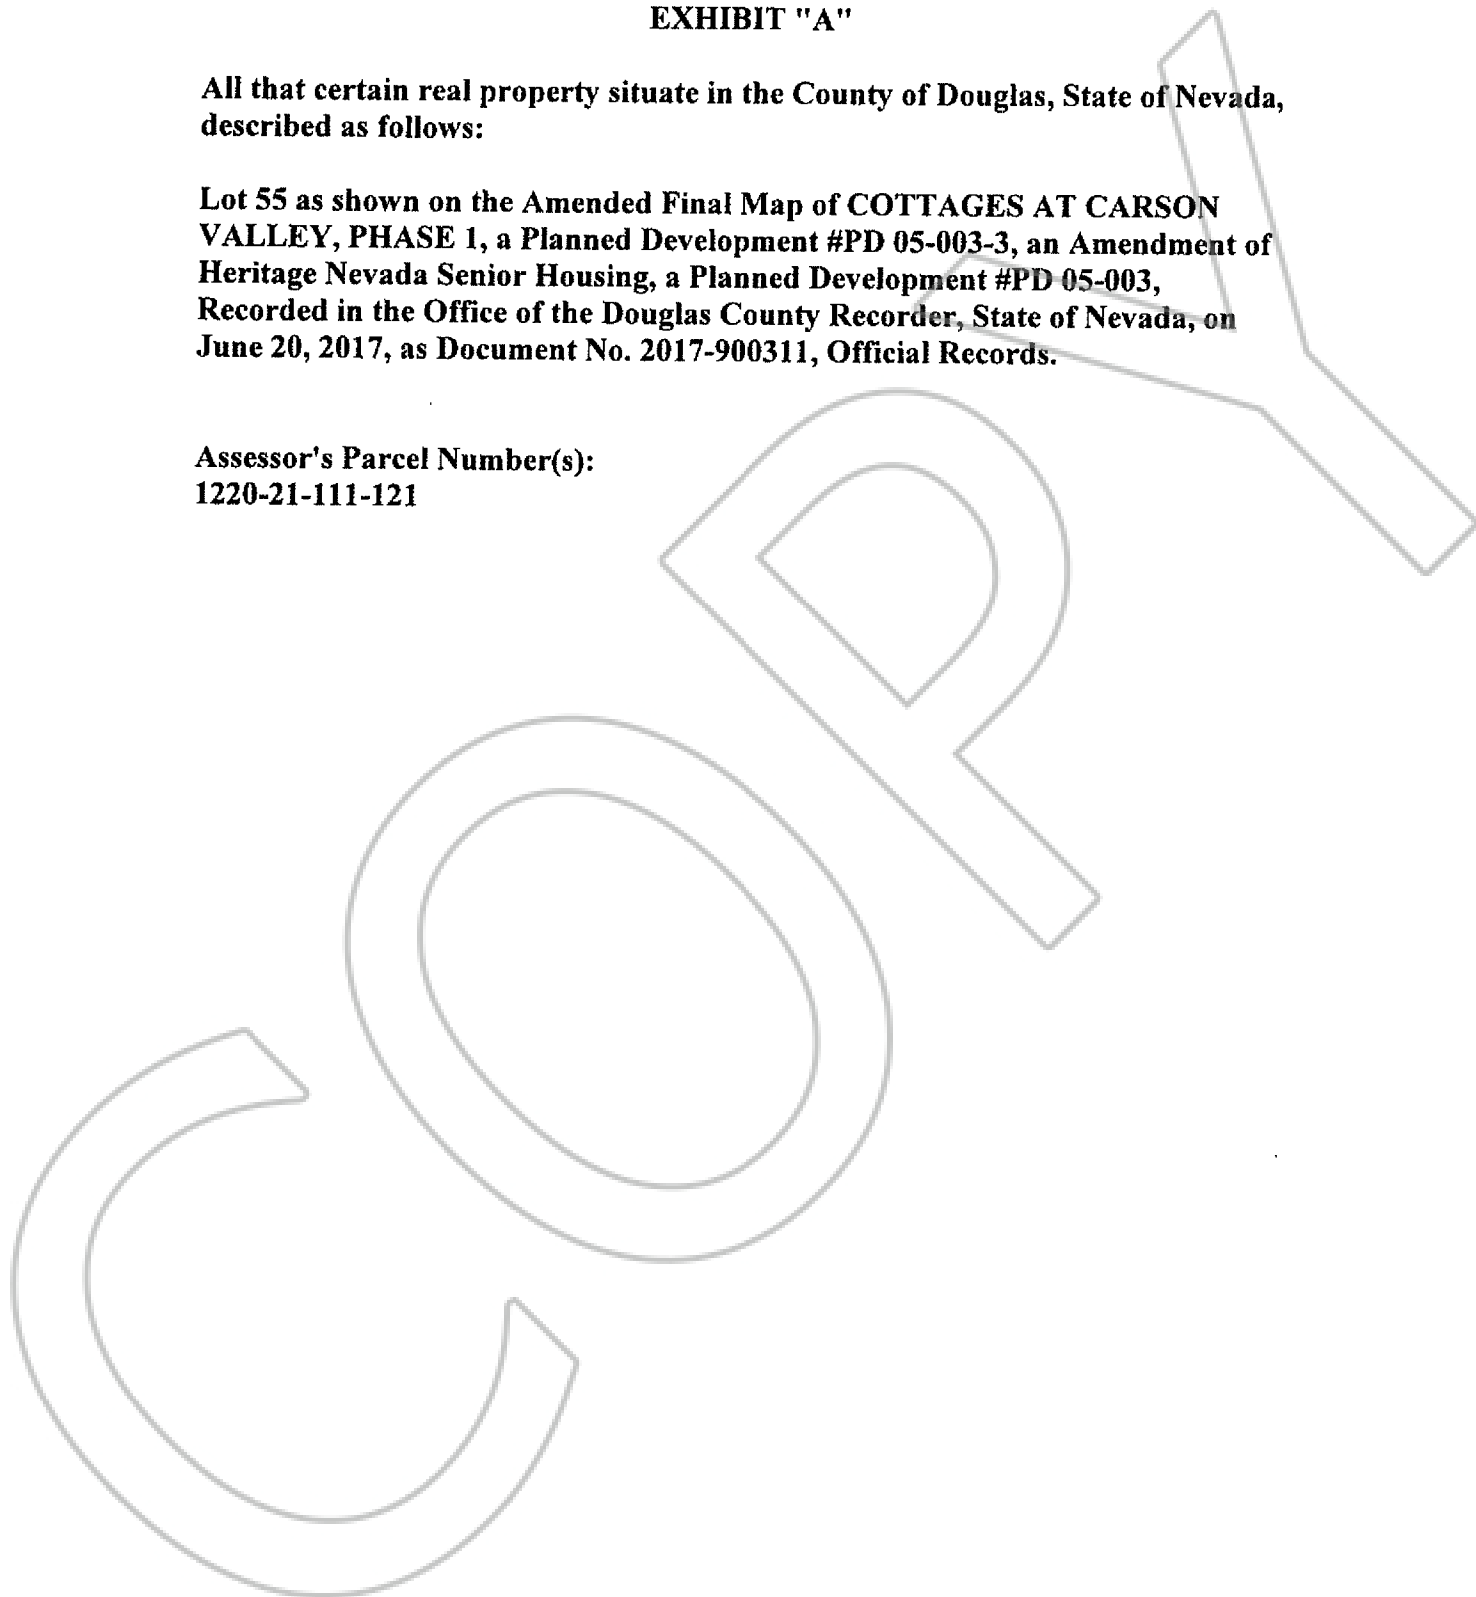 EXHIBIT "A"
All that certain real property situate in the County of Douglas, State of Nevada,
described as follows:
Lot 55 as shown on the Amended Final Map of COTTAGES AT CARSON
VALLEY, PHASE 1, a Planned Development #PD 05-003-3, an Amendment of
Heritage Nevada Senior Housing, a Planned Development #PD 05-003,
Recorded in the Office of the Douglas County Recorder, State of Nevada, on
June 20, 2017, as Document No. 2017-900311, Official Records.
Assessor's Parcel Number(s):
1220-21-111-121
COPY